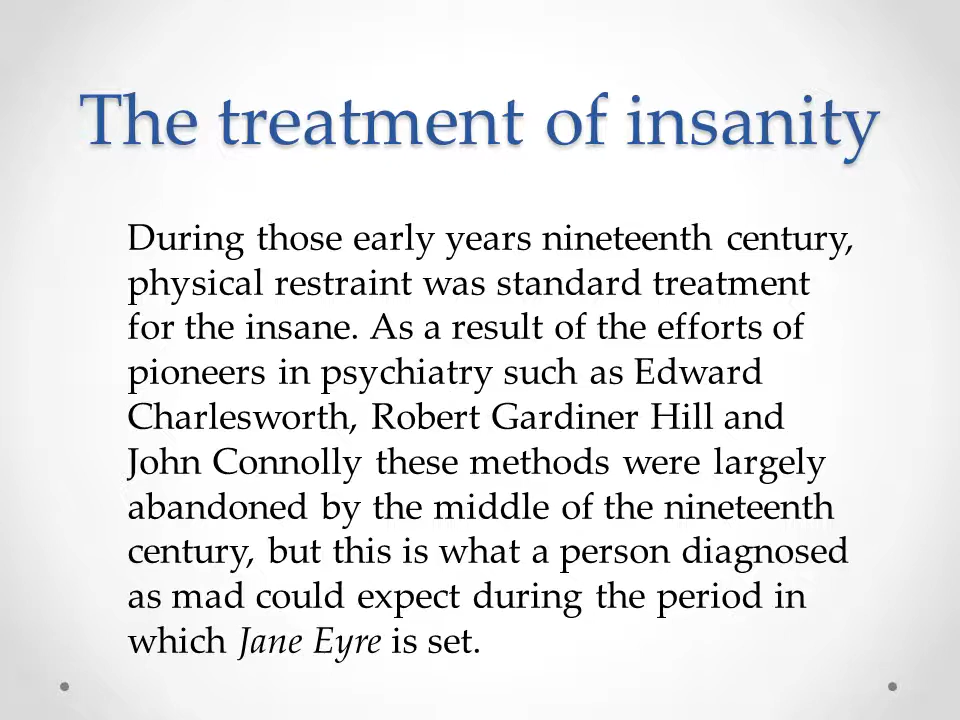 The treatment of insanity
During those early years nineteenth century,
physical restraint was standard treatment
for the insane. As a result of the efforts of
pioneers in psychiatry such as Edward
Charlesworth, Robert Gardiner Hill and
John Connolly these methods were largely
abandoned by the middle of the nineteenth
century, but this is what a person diagnosed
as mad could expect during the period in
which Jane Eyre is set.